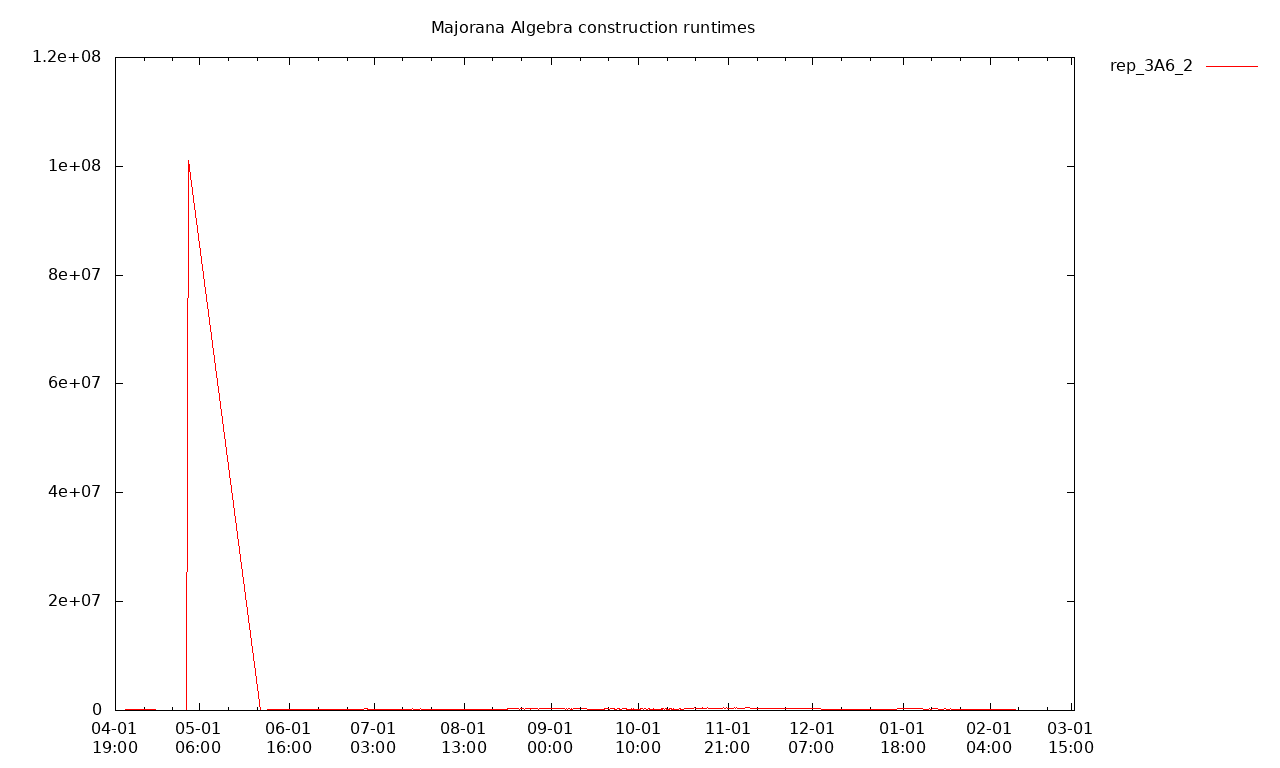 Majorana Algebra construction runtimes
rep_3A6_2
1.2e+08
1e+08
8e+07
6e+07
4e+07
2e+07
0
04-01 05-01 06-01 07-01 08-01 09-01 10-01 11-01 12-01 01-01 02-01 03-01
19:00 06:00 16:00 03:00 13:00 00:00 10:00 21:00 07:00 18:00 04:00 15:00